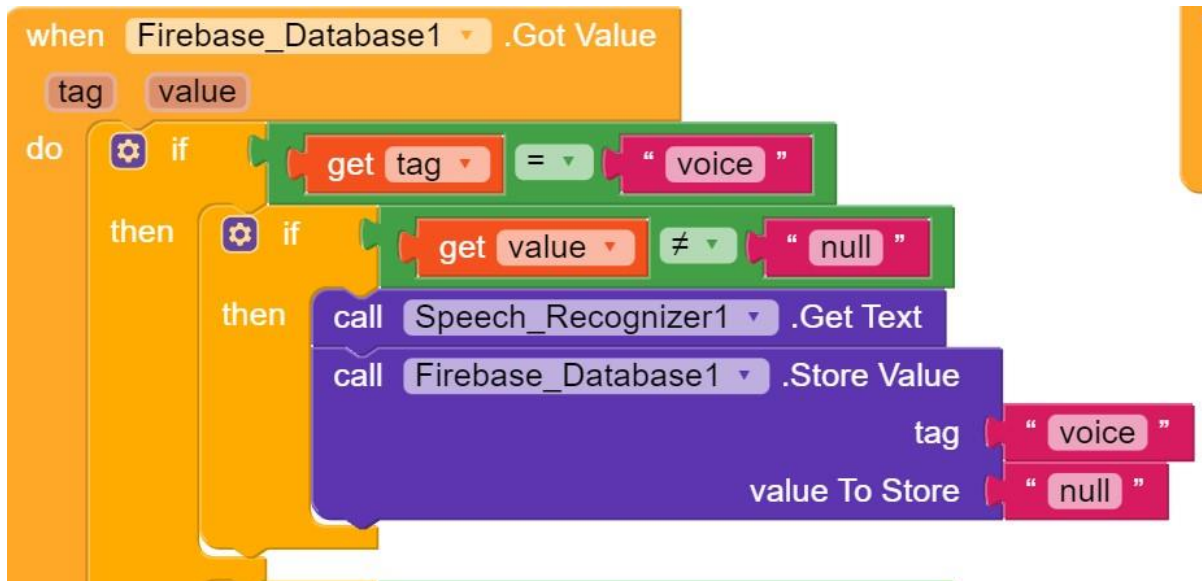 when Firebase_Database1 .Got Value
tag value
do if get tag = “ voice ”
then if get value ≠ “ null ”
then call Speech_Recognizer1 .Get Text
call Firebase_Database1 .Store Value
tag “ voice ”
value To Store “ null ”